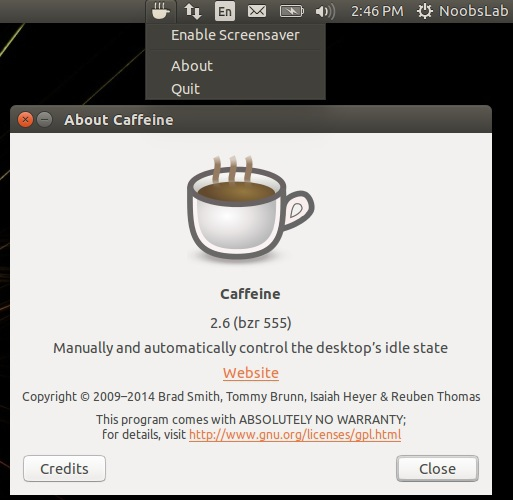 En 2:46 PM NoobsLab
Enable Screensaver
About
Quit
About Caffeine
Caffeine
2.6 (bzr 555)
Manually and automatically control the desktop’s idle state
Website
Copyright © 2009–2014 Brad Smith, Tommy Brunn, Isaiah Heyer & Reuben Thomas
This program comes with ABSOLUTELY NO WARRANTY;
for details, visit http://www.gnu.org/licenses/gpl.html
Credits Close